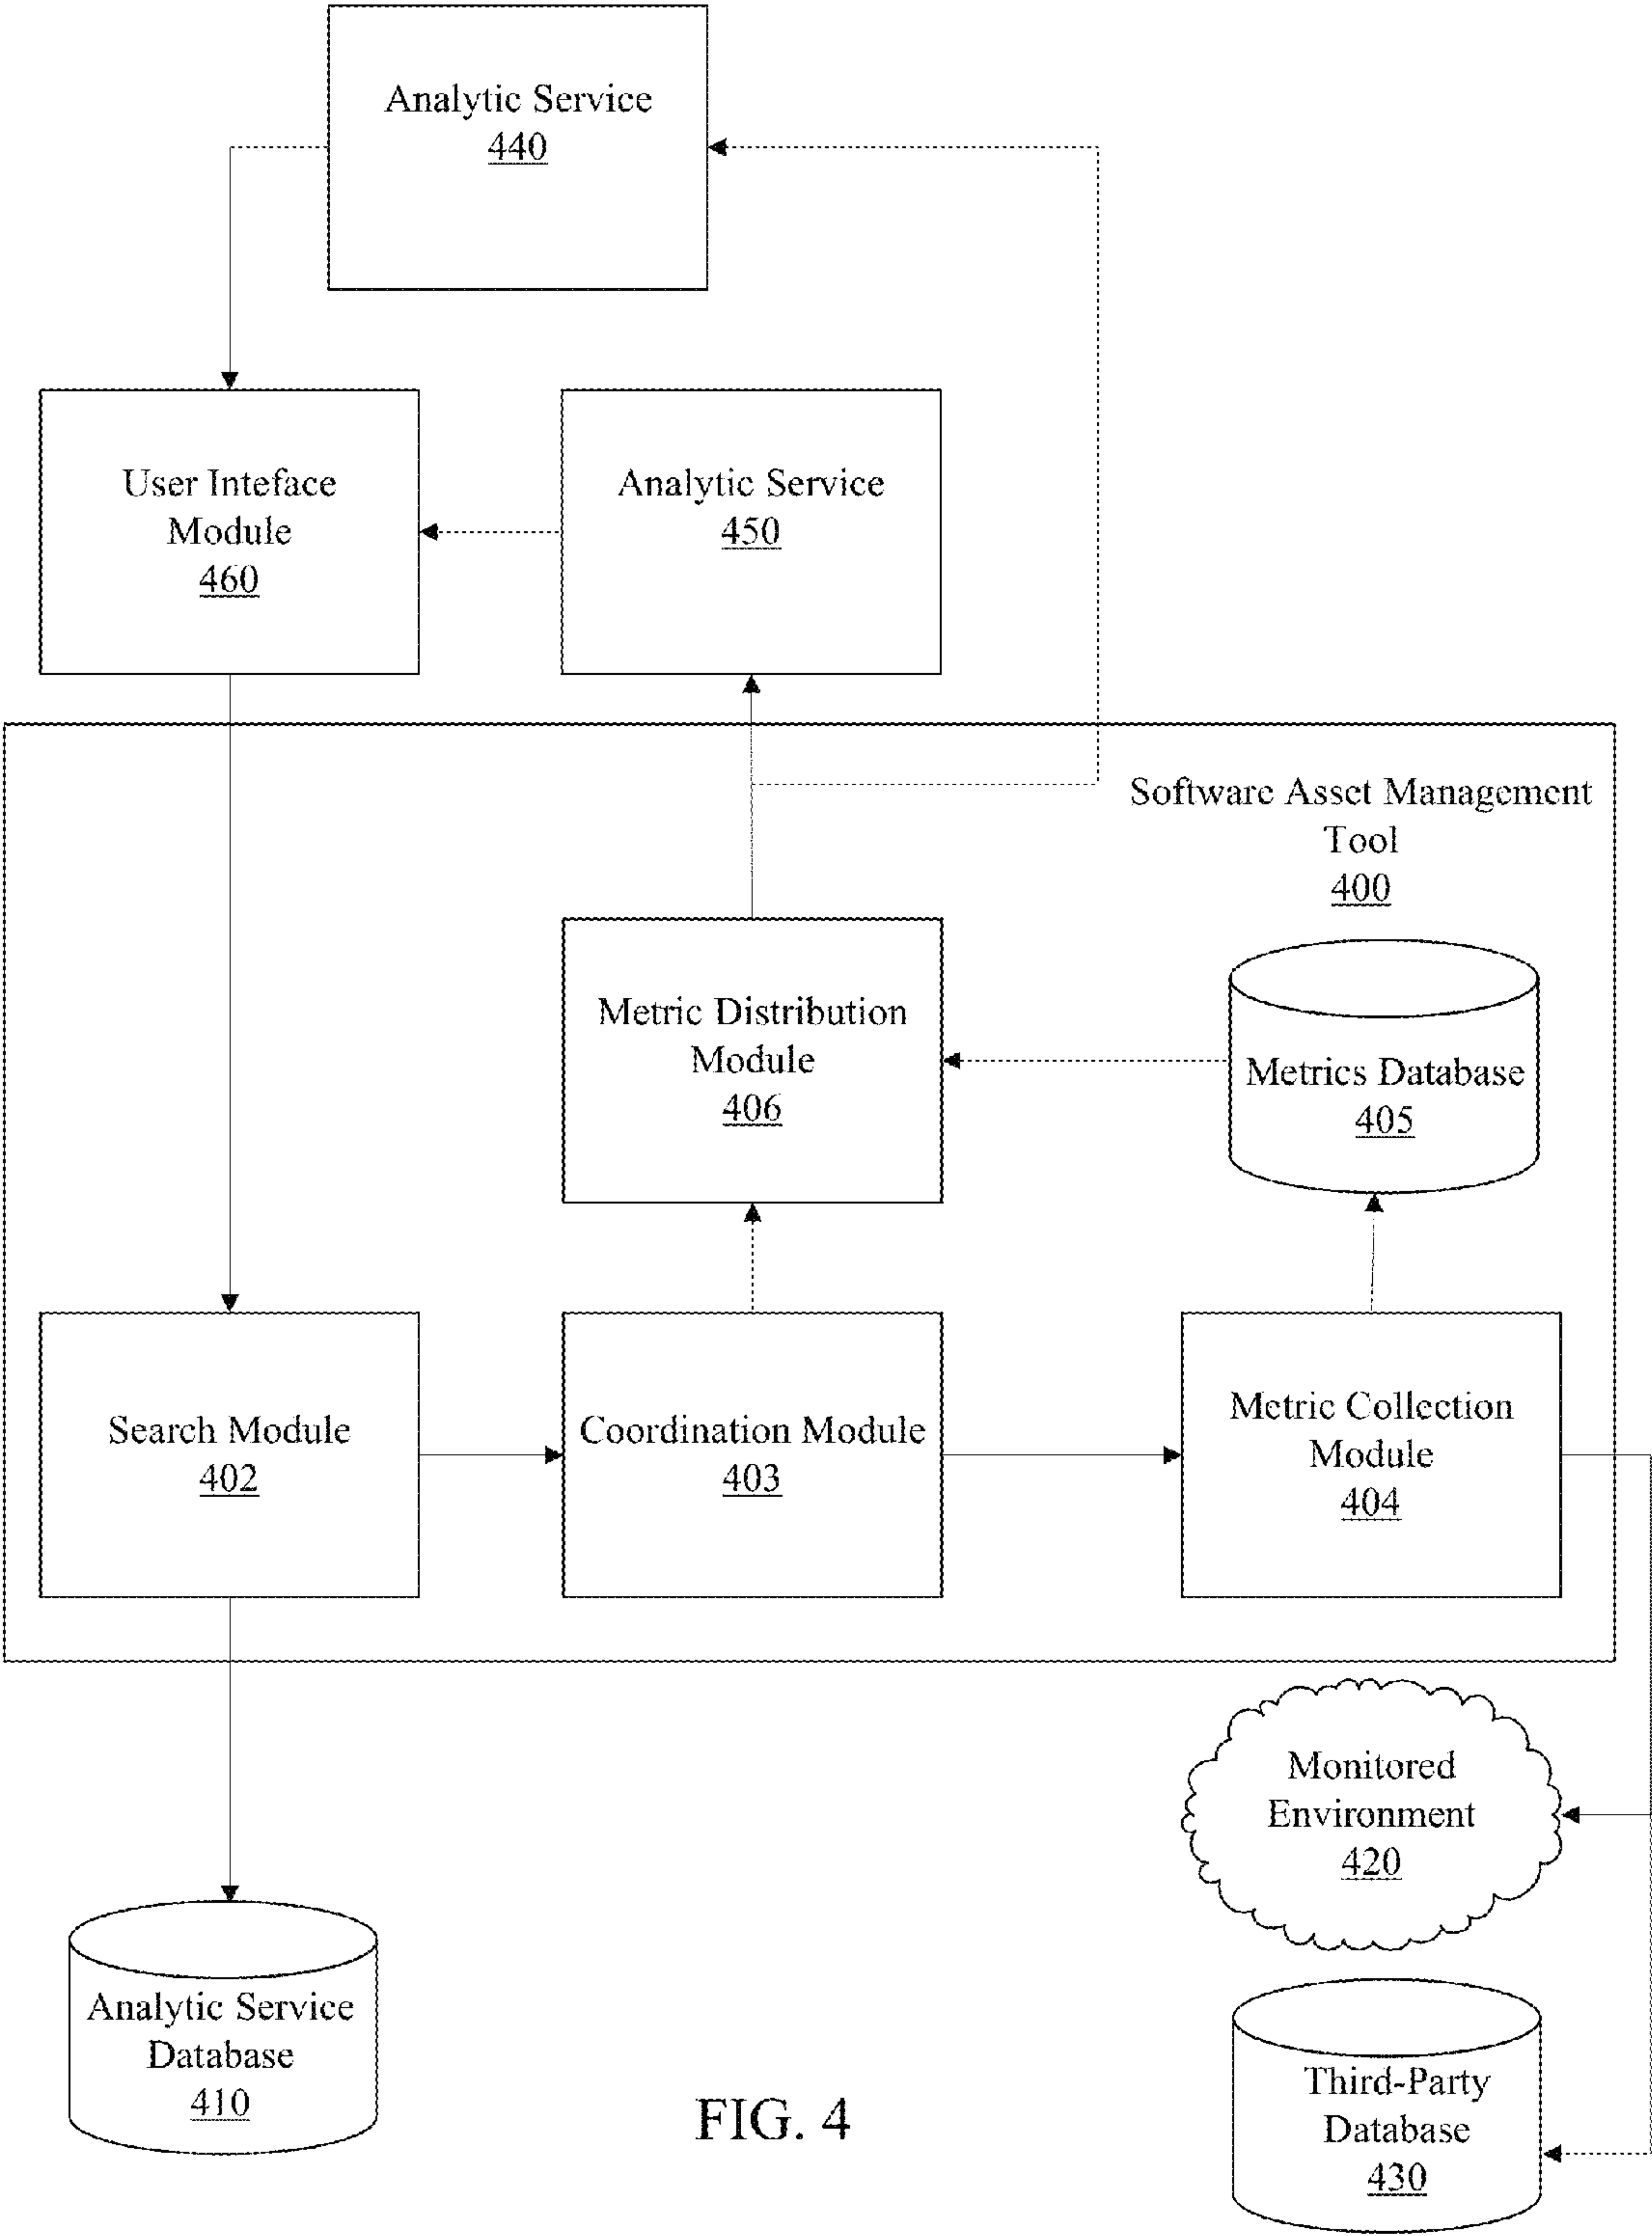 Analytic Service
440
User Inteface
Module
460
Analytic Service
450
Software Asset Management
Tool
400
Metric Distribution
Module
406
Metrics Database
405
Search Module
402
Coordination Module
403
Metric Collection
Module
404
Monitored
Environment
420
Analytic Service
Database
410
Third-Party
Database
430
FIG. 4